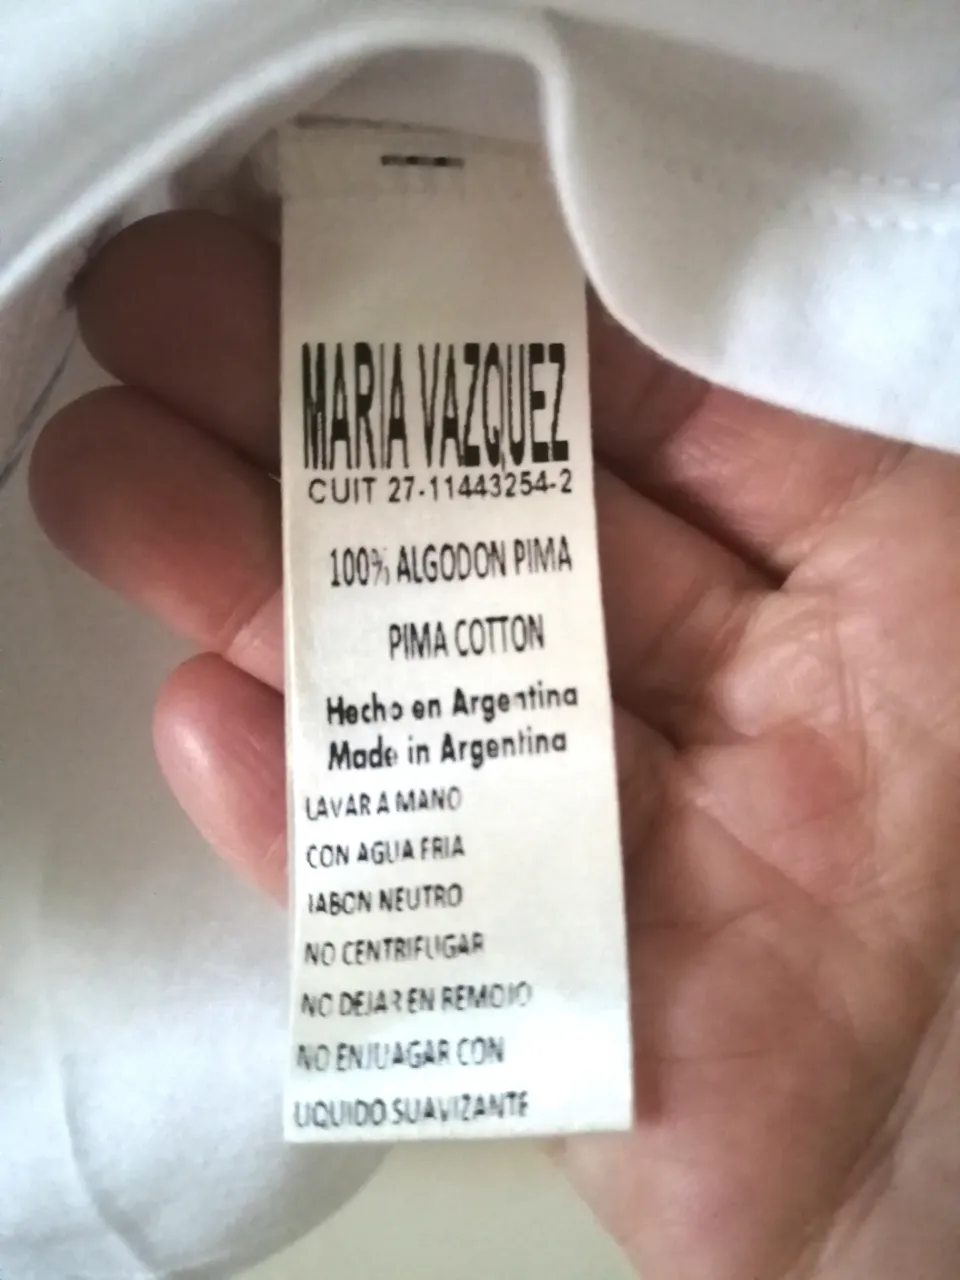 MARIA VAZQUEZ
CUIT 27-11443254-2
100% ALGODON PIMA
PIMA COTTON
Hecho en Argentina
Made in Argentina
LAVAR A MANO
CON AGUA FRIA
JABON NEUTRO
NO CENTRIFUGAR
NO DEJAR EN REMOJO
NO ENJUAGAR CON
LIQUIDO SUAVIZANTE